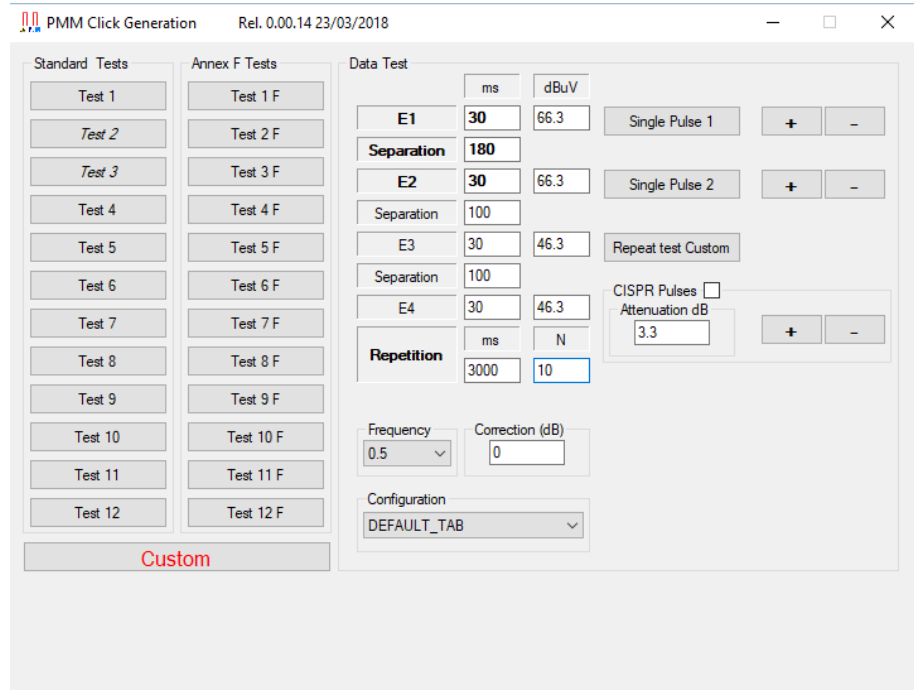 PMM Click Generation Rel. 0.00.14 23/03/2018
Standard Tests
Test 1
Test 2
Test 3
Test 4
Test 5
Test 6
Test 7
Test 8
Test 9
Test 10
Test 11
Test 12
Annex F Tests
Test 1 F
Test 2 F
Test 3 F
Test 4 F
Test 5 F
Test 6 F
Test 7 F
Test 8 F
Test 9 F
Test 10 F
Test 11 F
Test 12 F
Custom
Data Test
ms dBuV
E1 30 66.3 Single Pulse 1 + -
Separation 180
E2 30 66.3 Single Pulse 2 + -
Separation 100
E3 30 46.3 Repeat test Custom
Separation 100
E4 30 46.3
CISPR Pulses
Attenuation dB
3.3 + -
Repetition
ms N
3000 10
Frequency
0.5
Correction (dB)
0
Configuration
DEFAULT_TAB